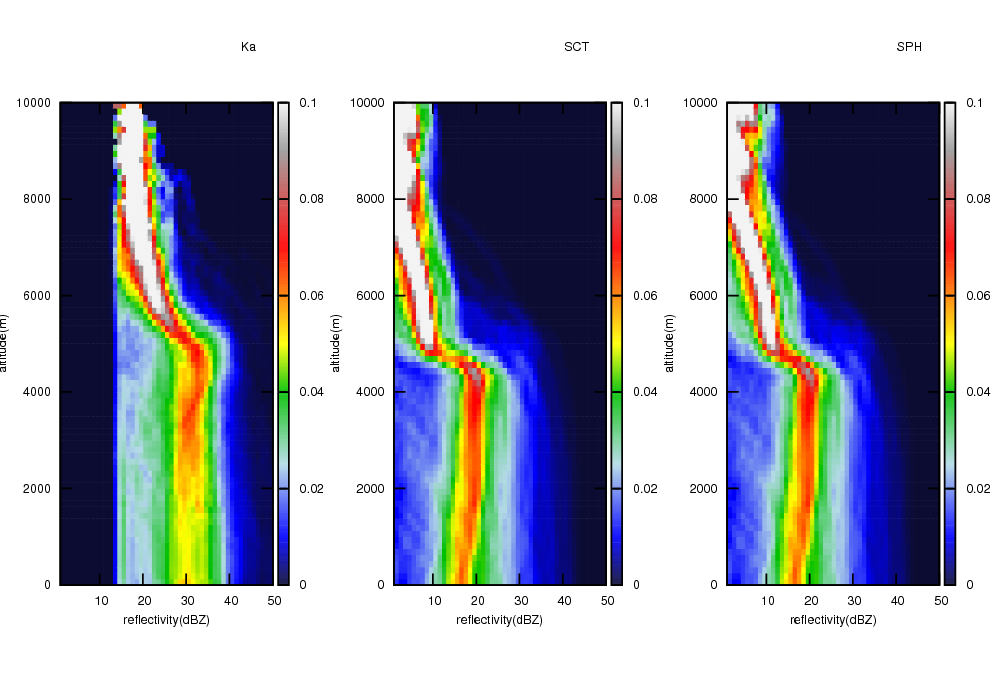 Ka SCT SPH
10000 0.1 10000 0.1 10000 0.1
8000 0.08 8000 0.08 8000 0.08
6000 0.06 6000 0.06 6000 0.06
altitude(m) altitude(m) altitude(m)
4000 0.04 4000 0.04 4000 0.04
2000 0.02 2000 0.02 2000 0.02
0 0 0 0 0 0
10 20 30 40 50 10 20 30 40 50 10 20 30 40 50
reflectivity(dBZ) reflectivity(dBZ) reflectivity(dBZ)